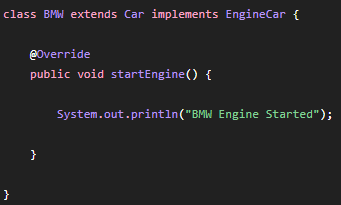 class BMW extends Car implements EngineCar {
@Override
public void startEngine() {
System.out.println("BMW Engine Started");
}
}